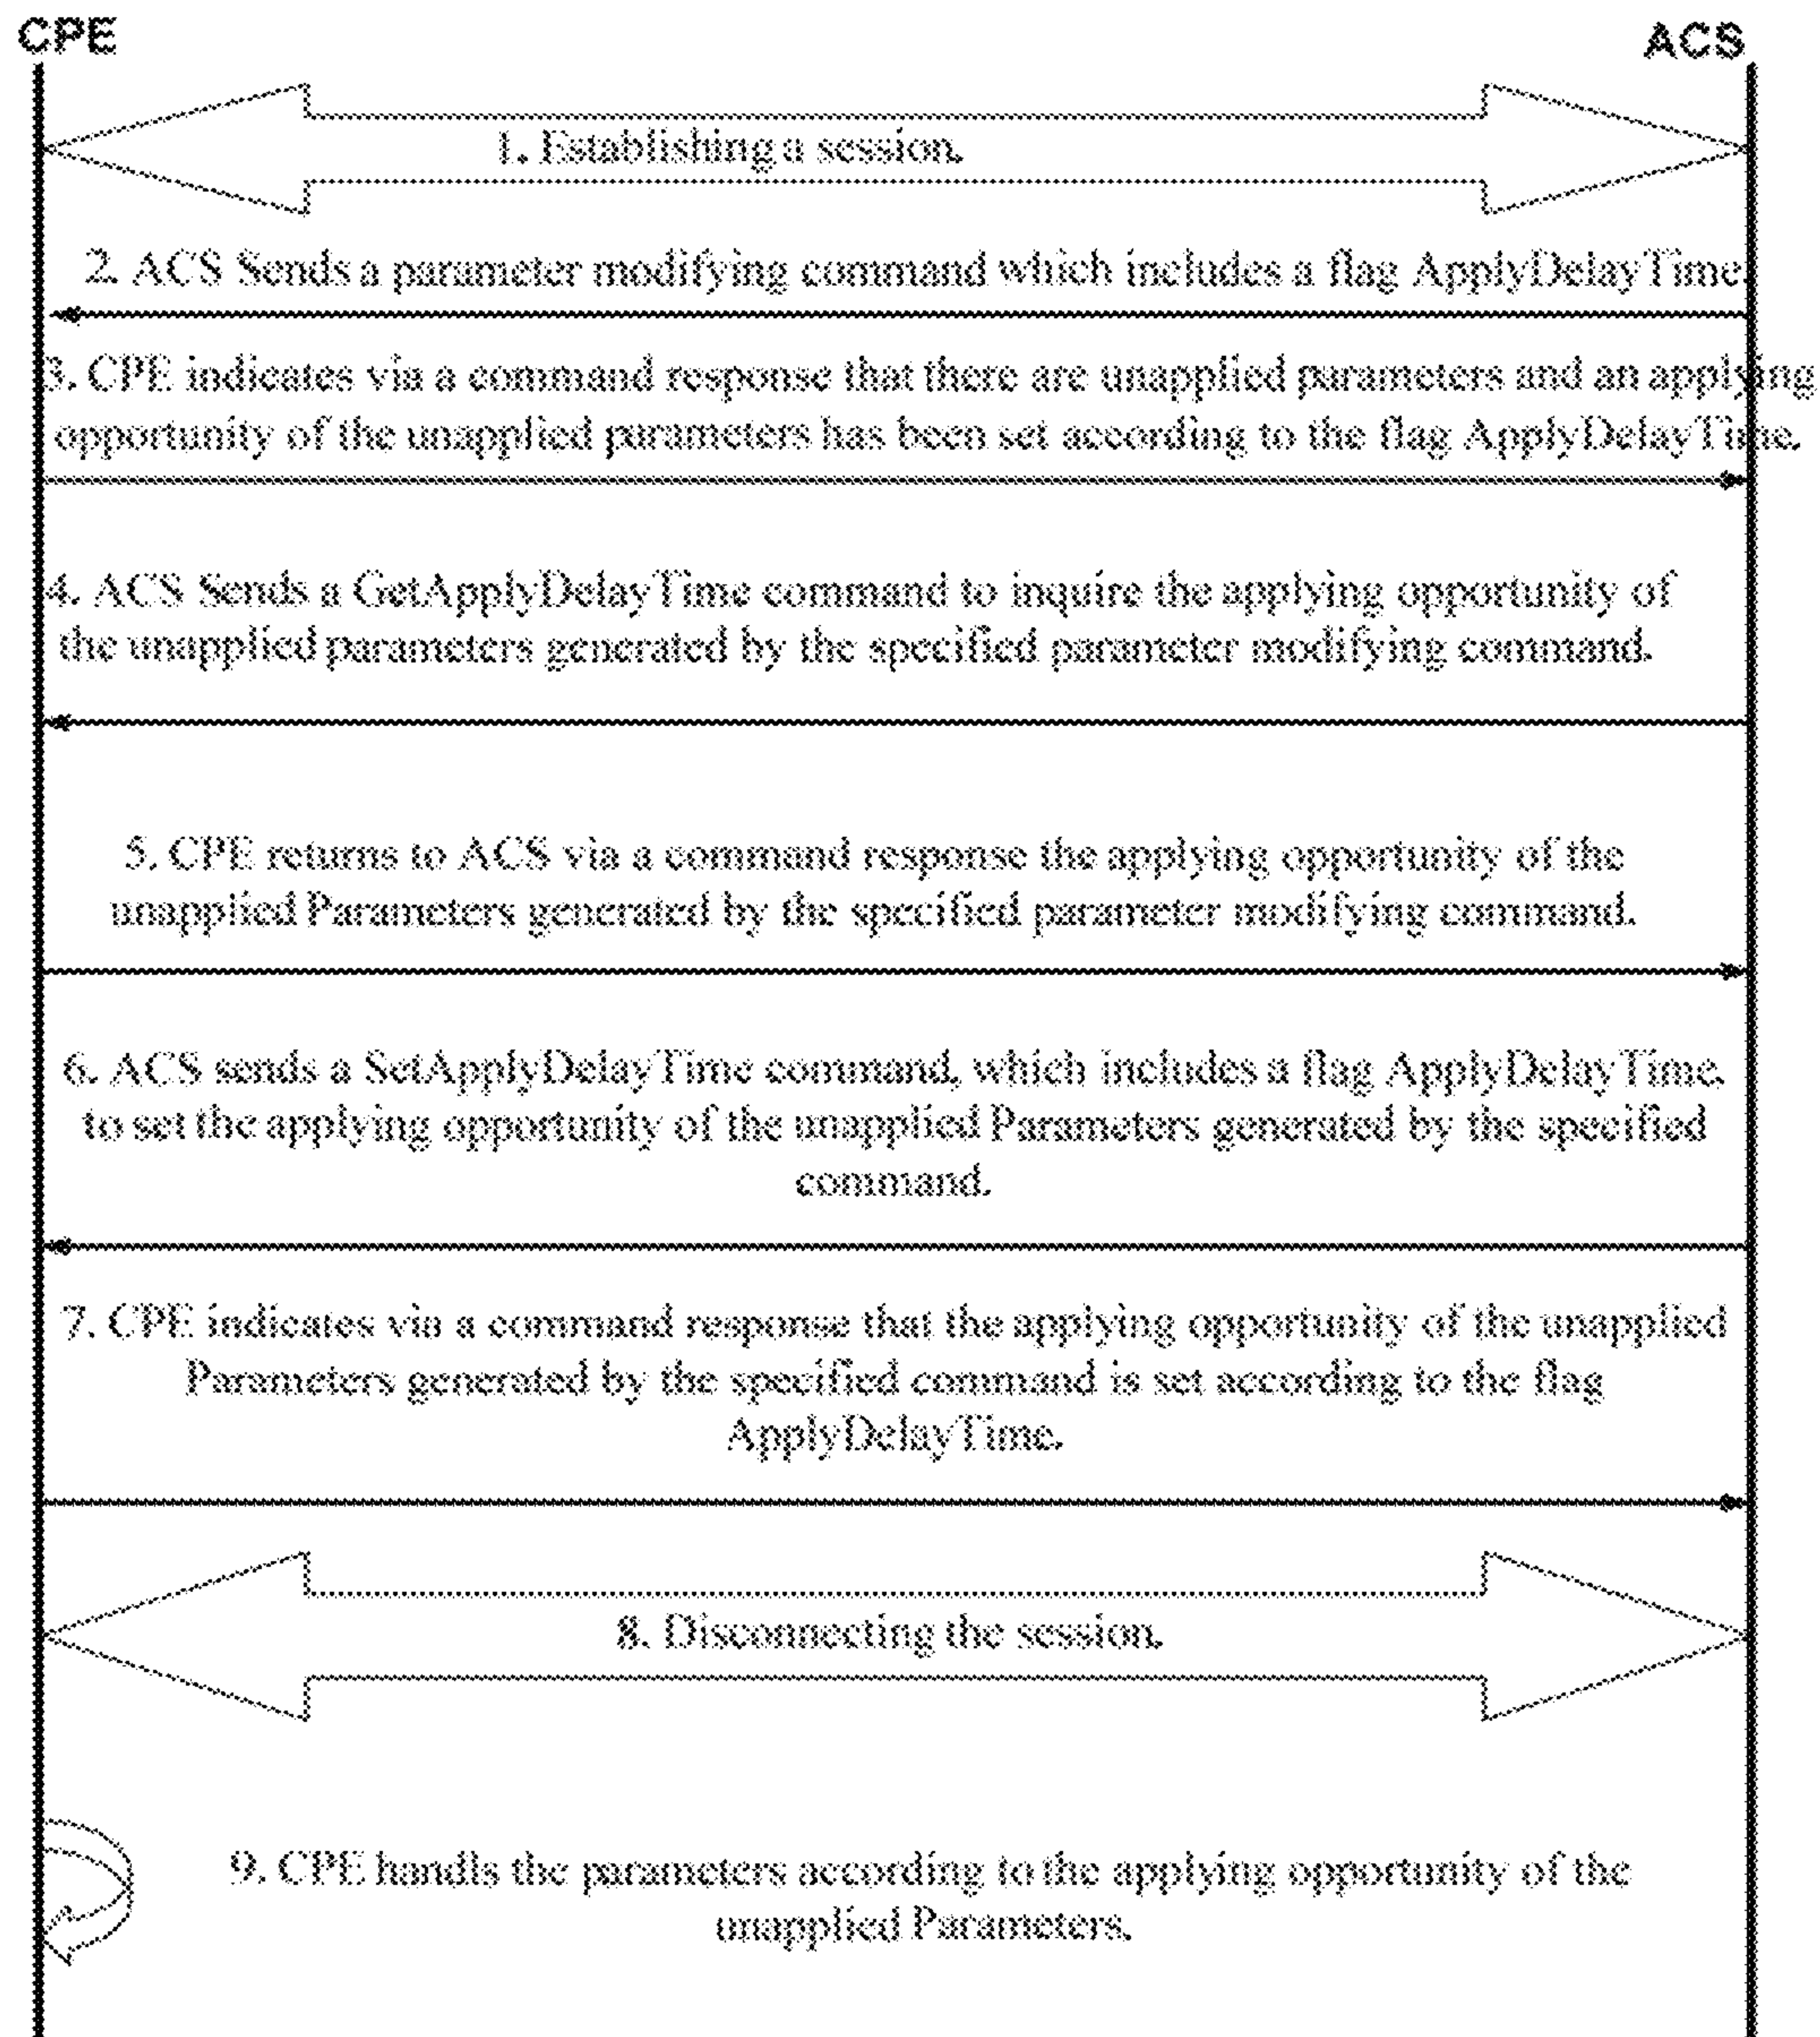 CPE
ACS
1. Establishing a session.
2. ACS Sends a parameter modifying command which includes a flag ApplyDelayTime.
3. CPE indicates via a command response that there are unapplied parameters and an applying
opportunity of the unapplied parameters has been set according to the flag ApplyDelayTime.
4. ACS Sends a GetApplyDelayTime command to inquire the applying opportunity of
the unapplied parameters generated by the specified parameter modifying command.
5. CPE returns to ACS via a command response the applying opportunity of the
unapplied Parameters generated by the specified parameter modifying command.
6. ACS sends a SetApplyDelayTime command, which includes a flag ApplyDelayTime,
to set the applying opportunity of the unapplied Parameters generated by the specified
command.
7. CPE indicates via a command response that the applying opportunity of the unapplied
Parameters generated by the specified command is set according to the flag
ApplyDelayTime.
8. Disconnecting the session.
9. CPE handls the parameters according to the applying opportunity of the
unapplied Parameters.